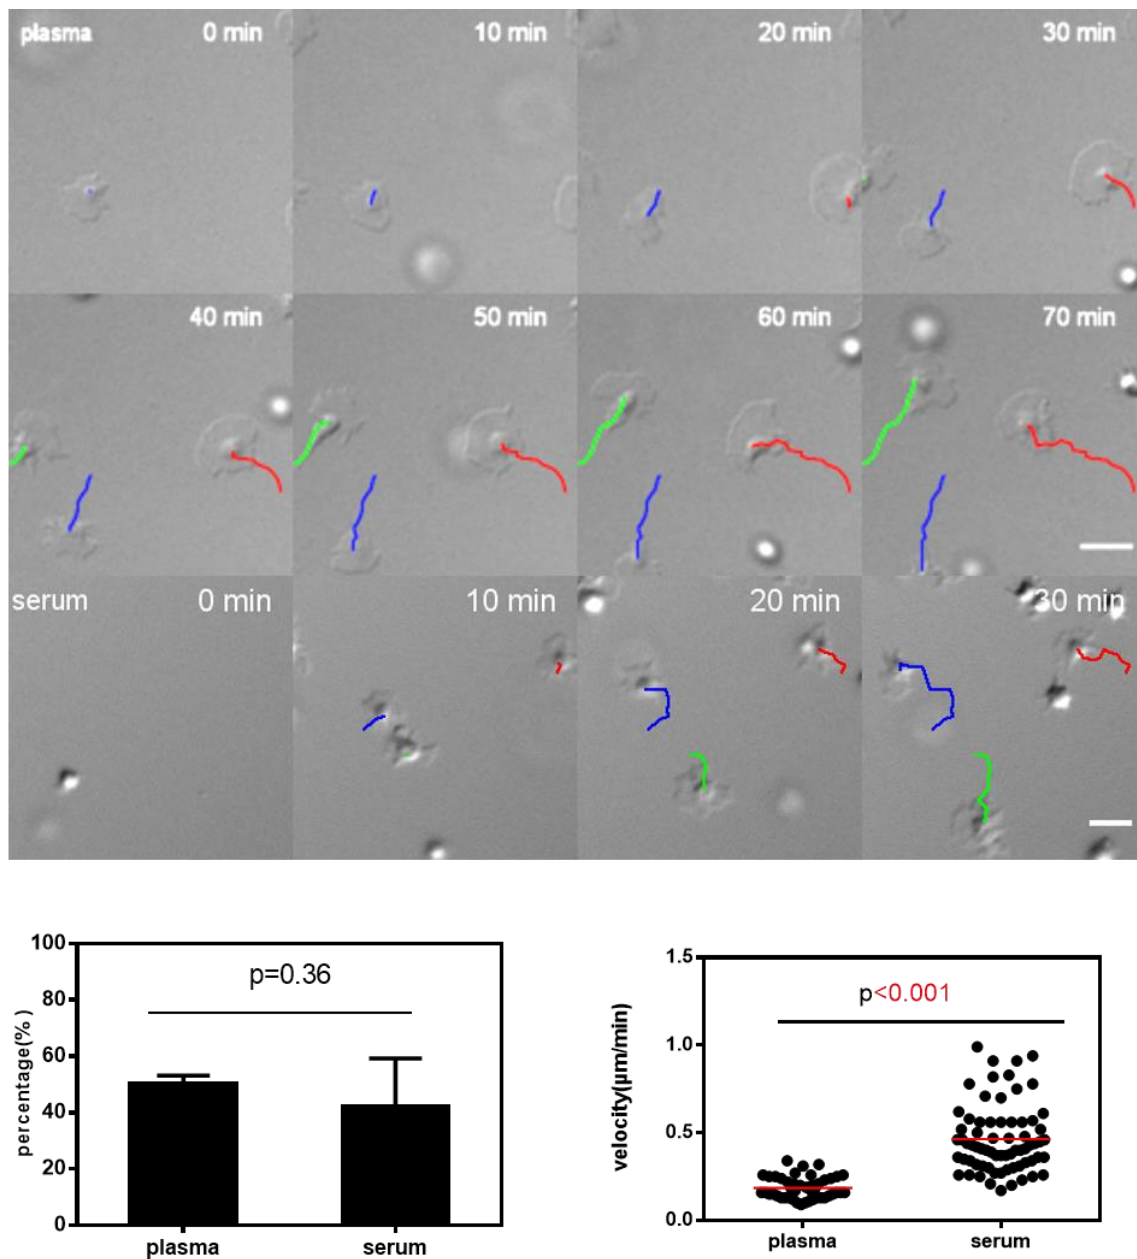 plasma 0 min 10 min 20 min 30 min
40 min 50 min 60 min 70 min
serum 0 min 10 min 20 min 30 min
100
80
60
40
20
0
percentage(%)
p=0.36
plasma serum
1.5
1.0
0.5
0.0
velocity(µm/min)
p<0.001
plasma serum